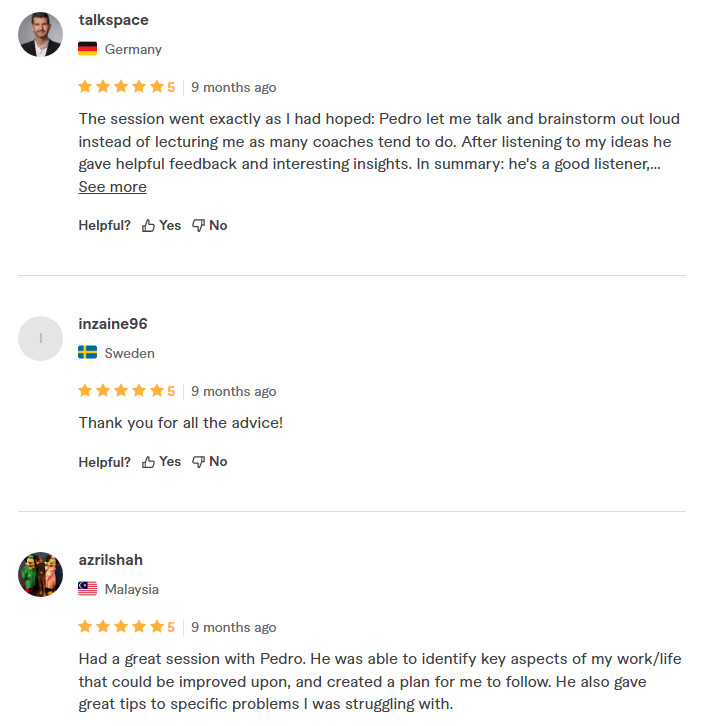 talkspace
Germany
5 9 months ago
The session went exactly as I had hoped: Pedro let me talk and brainstorm out loud
instead of lecturing me as many coaches tend to do. After listening to my ideas he
gave helpful feedback and interesting insights. In summary: he's a good listener,...
See more
Helpful? Yes No
I
inzaine96
Sweden
5 9 months ago
Thank you for all the advice!
Helpful? Yes No
azrilshah
Malaysia
5 9 months ago
Had a great session with Pedro. He was able to identify key aspects of my work/life
that could be improved upon, and created a plan for me to follow. He also gave
great tips to specific problems I was struggling with.